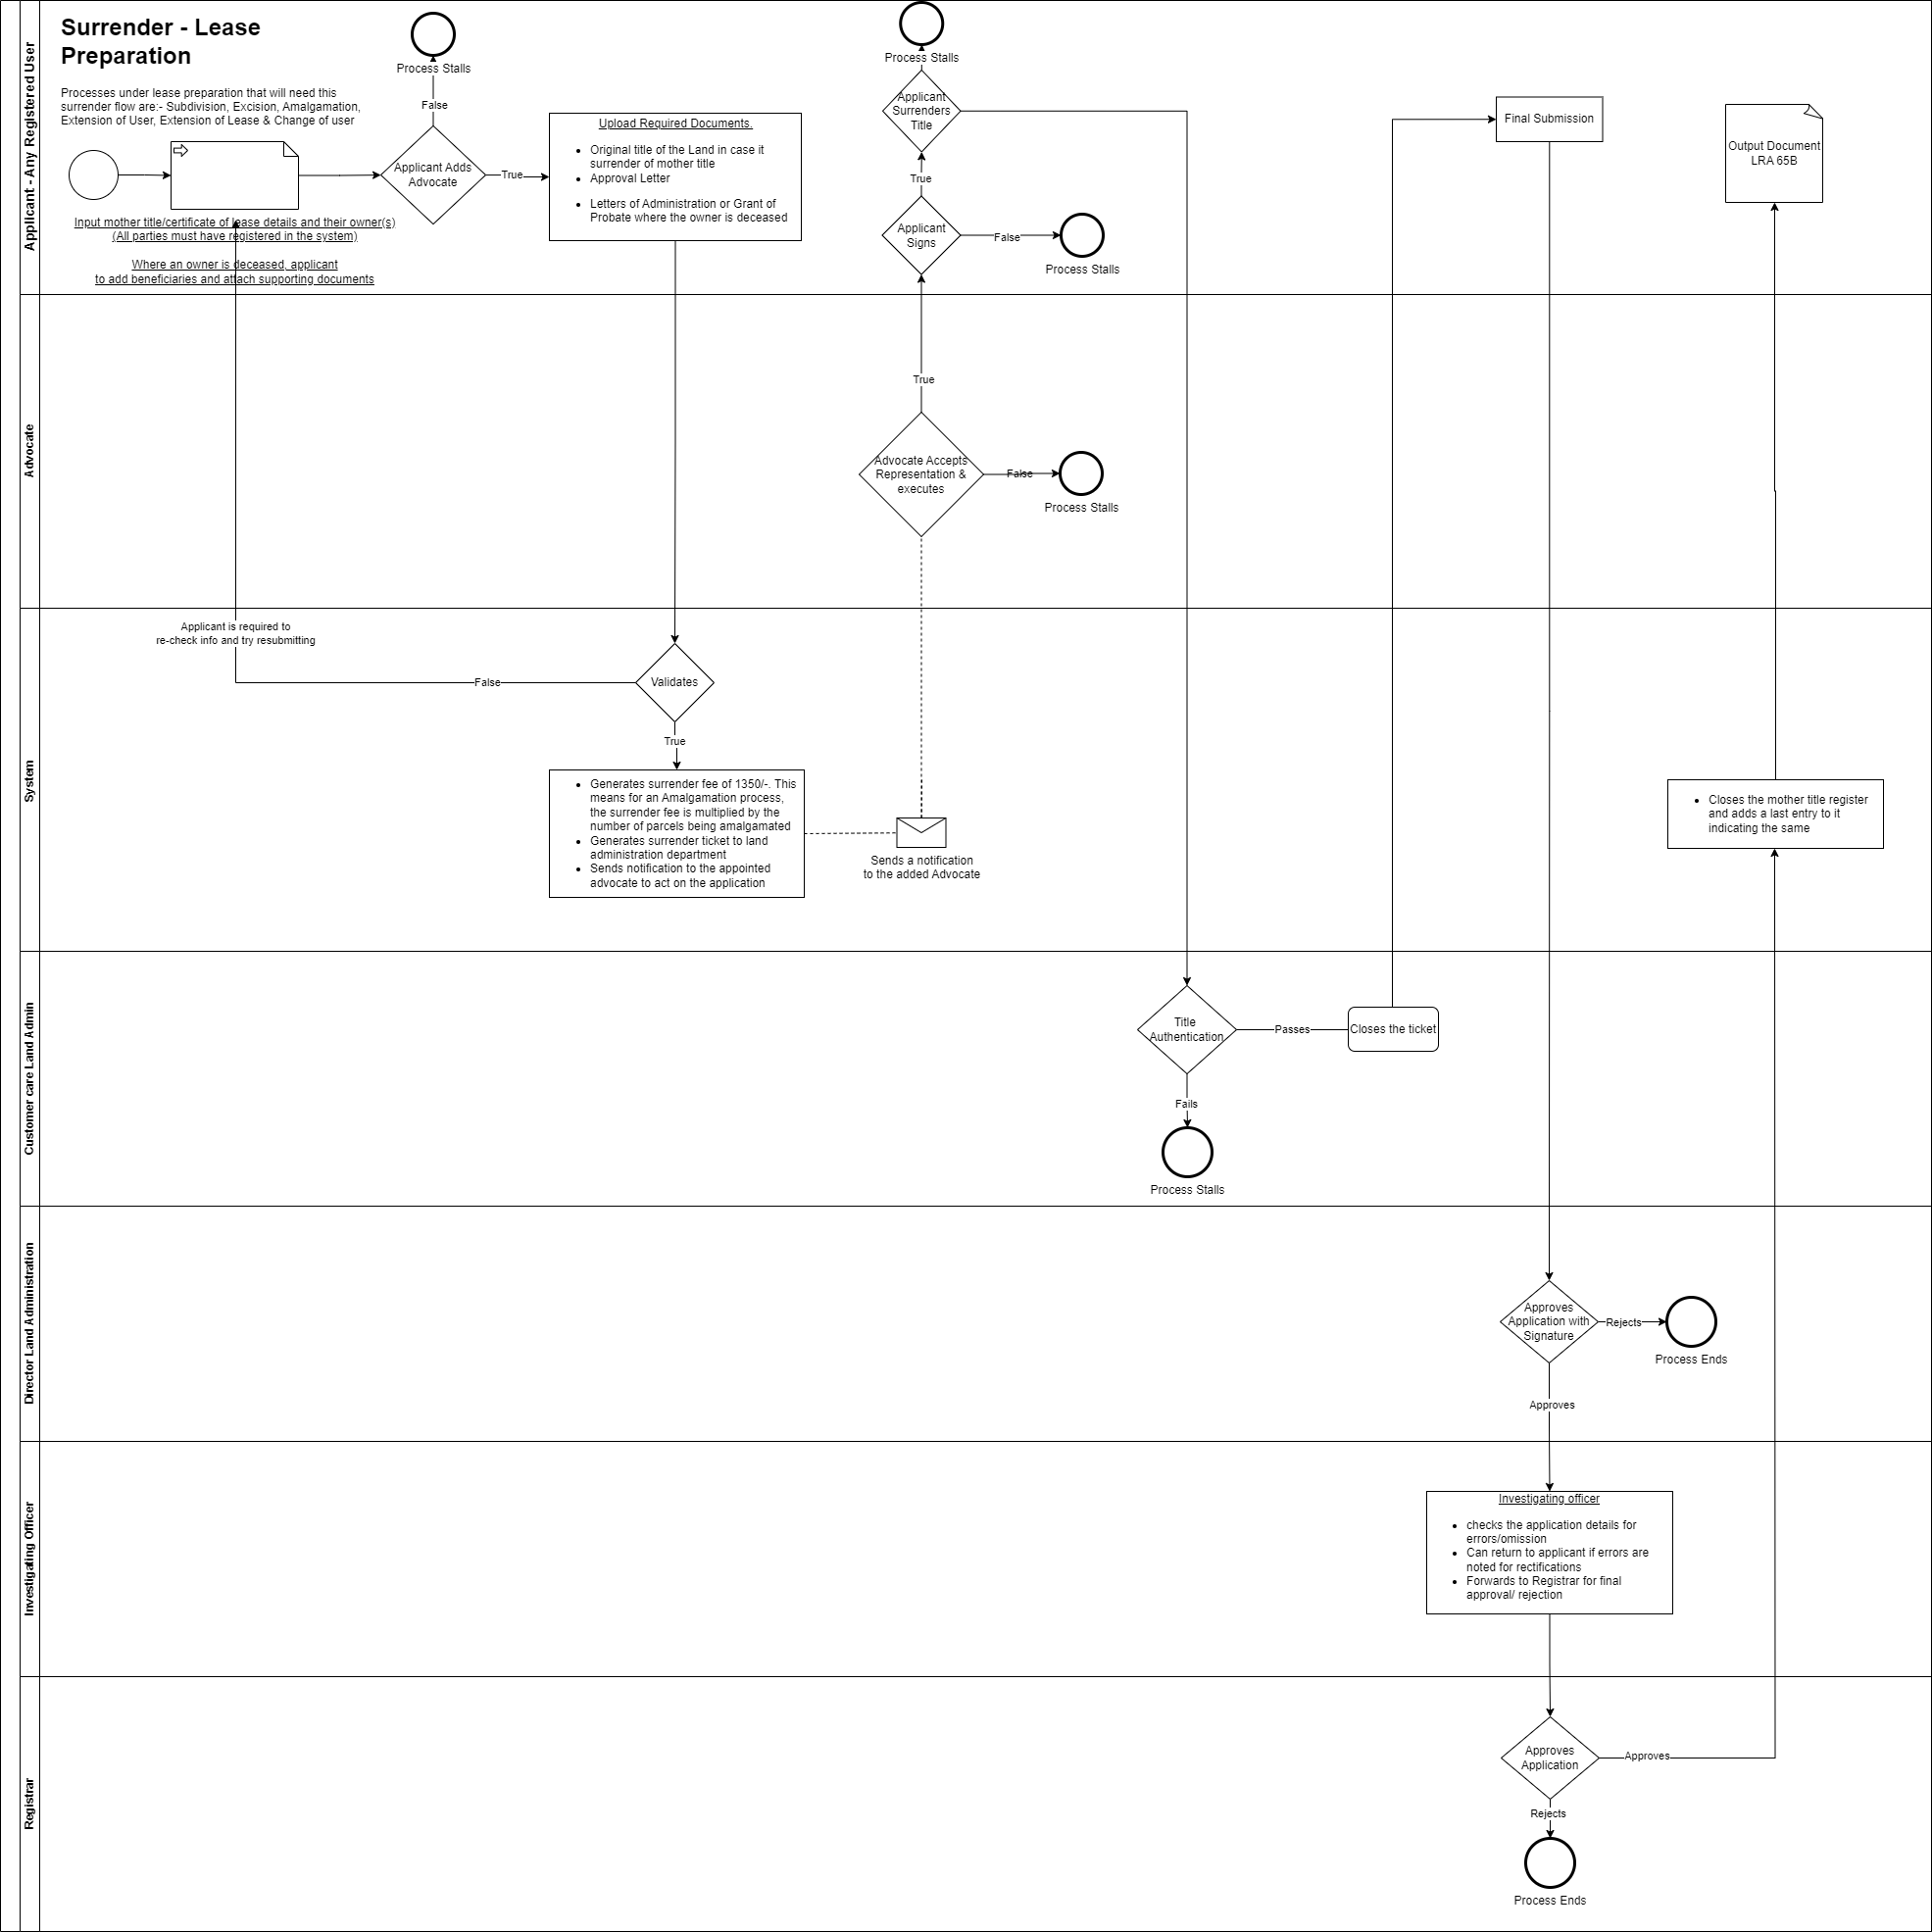 Surrender - Lease
Preparation
Processes under lease preparation that will need this
surrender flow are:- Subdivision, Excision, Amalgamation,
Extension of User, Extension of Lease & Change of user
Applicant - Any Registered User
Input mother title/certificate of lease details and their owner(s)
(All parties must have registered in the system)
Where an owner is deceased, applicant
to add beneficiaries and attach supporting documents
Process Stalls
False
Applicant Adds
Advocate
True
Upload Required Documents.
• Original title of the Land in case it
surrender of mother title
• Approval Letter
• Letters of Administration or Grant of
Probate where the owner is deceased
Process Stalls
Applicant
Surrenders
Title
True
Applicant
Signs
False
Process Stalls
Final Submission
Output Document
LRA 65B
Advocate
True
Advocate Accepts
Representation &
executes
False
Process Stalls
System
Applicant is required to
re-check info and try resubmitting
False
Validates
True
• Generates surrender fee of 1350/-. This
means for an Amalgamation process,
the surrender fee is multiplied by the
number of parcels being amalgamated
• Generates surrender ticket to land
administration department
• Sends notification to the appointed
advocate to act on the application
Sends a notification
to the added Advocate
• Closes the mother title register
and adds a last entry to it
indicating the same
Customer care Land Admin
Title
Authentication
Passes
Closes the ticket
Fails
Process Stalls
Director Land Administration
Approves
Application with
Signature
Rejects
Process Ends
Approves
Investigating Officer
Investigating officer
• checks the application details for
errors/omission
• Can return to applicant if errors are
noted for rectifications
• Forwards to Registrar for final
approval/ rejection
Registrar
Approves
Application
Approves
Rejects
Process Ends